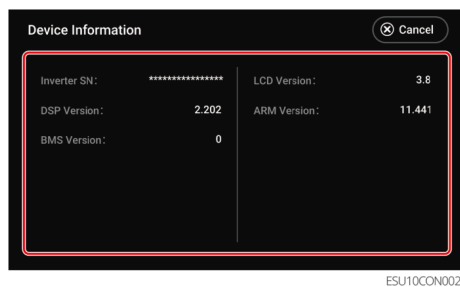 Device Information
Cancel
Inverter SN: ****************
LCD Version: 3.8
DSP Version: 2.202
ARM Version: 11.441
BMS Version: 0
ESU10CON002